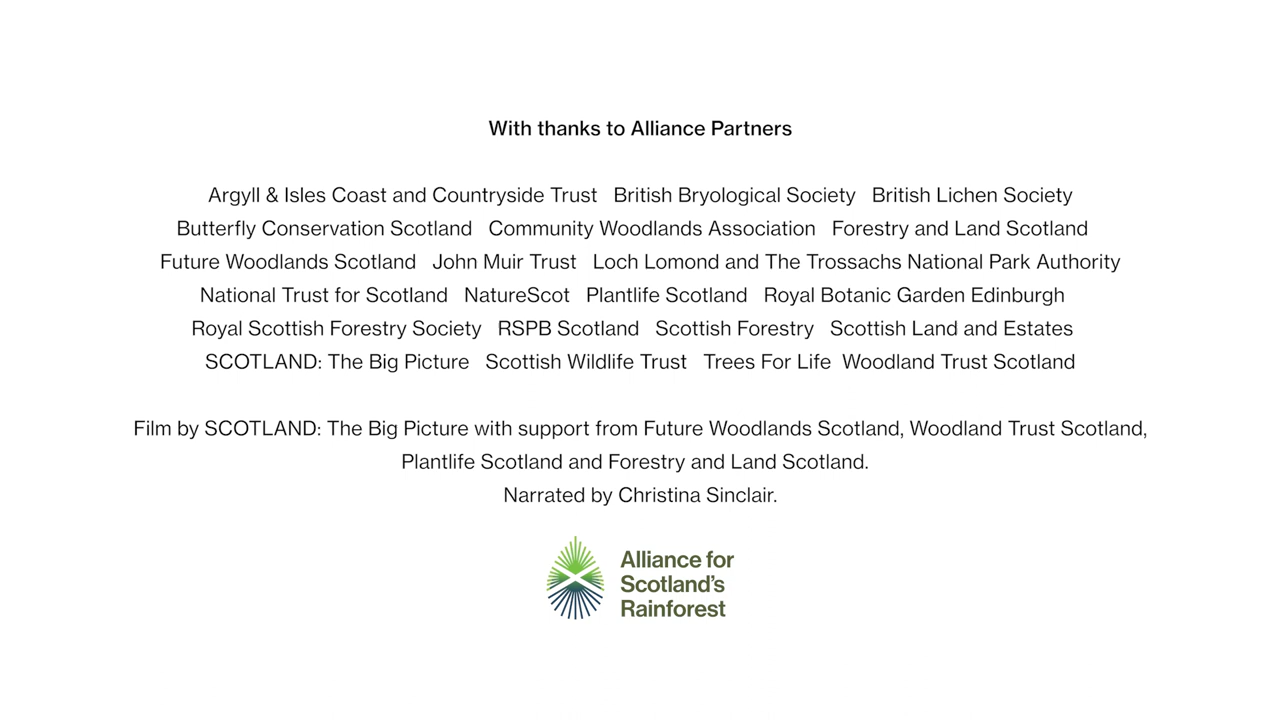 With thanks to Alliance Partners
Argyll & Isles Coast and Countryside Trust British Bryological Society British Lichen Society
Butterfly Conservation Scotland Community Woodlands Association Forestry and Land Scotland
Future Woodlands Scotland John Muir Trust Loch Lomond and The Trossachs National Park Authority
National Trust for Scotland NatureScot Plantlife Scotland Royal Botanic Garden Edinburgh
Royal Scottish Forestry Society RSPB Scotland Scottish Forestry Scottish Land and Estates
SCOTLAND: The Big Picture Scottish Wildlife Trust Trees For Life Woodland Trust Scotland
Film by SCOTLAND: The Big Picture with support from Future Woodlands Scotland, Woodland Trust Scotland,
Plantlife Scotland and Forestry and Land Scotland.
Narrated by Christina Sinclair.
Alliance for
Scotland's
Rainforest